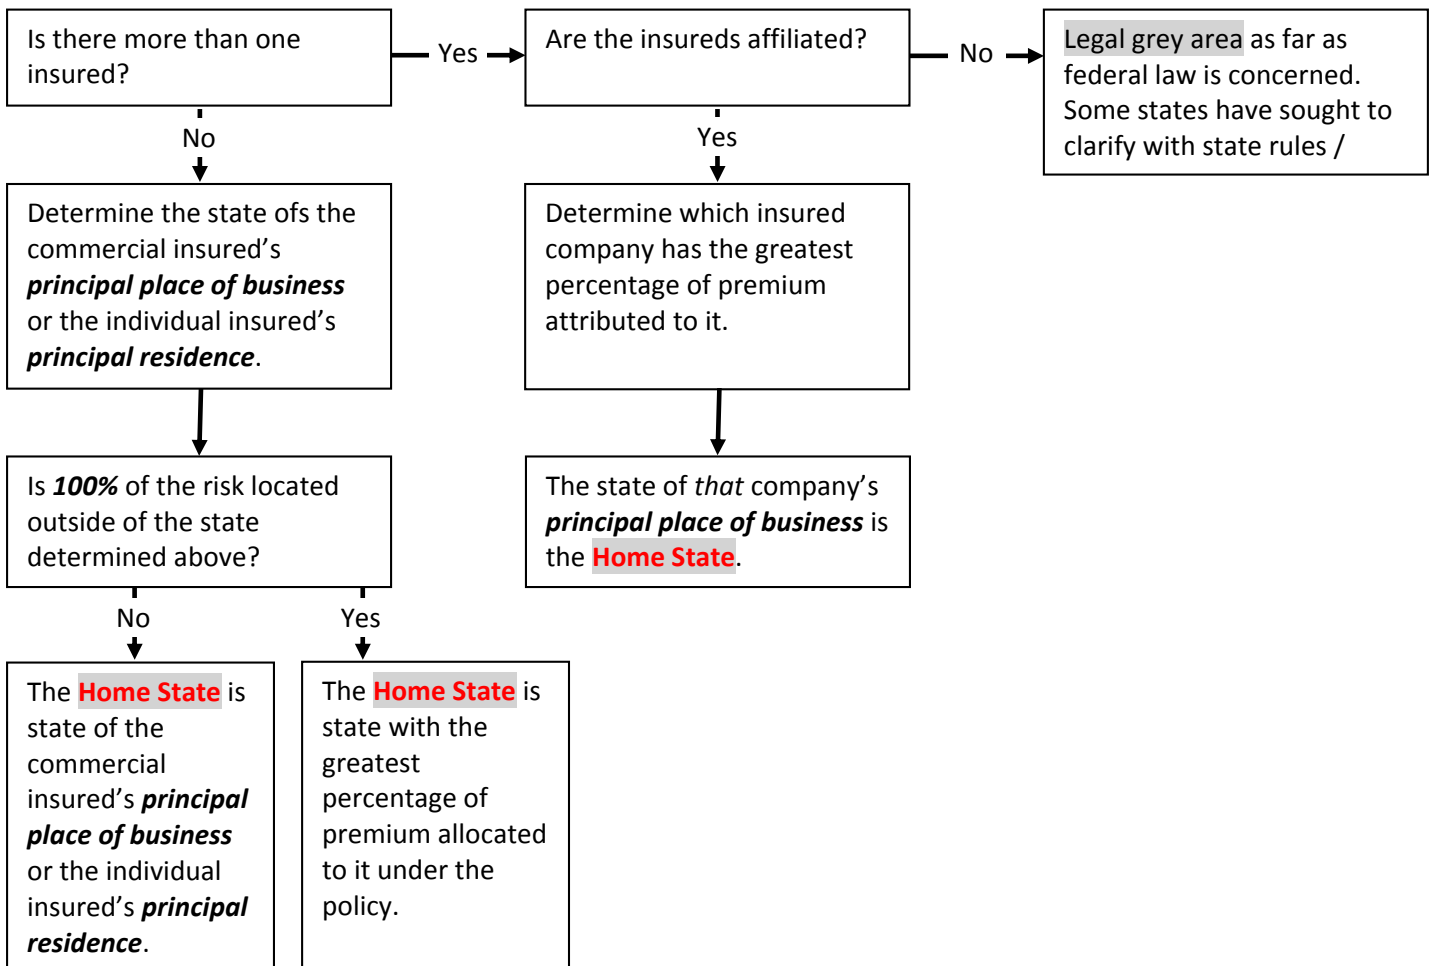 Is there more than one
insured?
Yes
Are the insureds affiliated?
No
Legal grey area as far as
federal law is concerned.
Some states have sought to
clarify with state rules /
No
Yes
Determine the state ofs the
commercial insured’s
principal place of business
or the individual insured’s
principal residence.
Determine which insured
company has the greatest
percentage of premium
attributed to it.
Is 100% of the risk located
outside of the state
determined above?
The state of that company’s
principal place of business is
the Home State.
No
Yes
The Home State is
state of the
commercial
insured’s principal
place of business
or the individual
insured’s principal
residence.
The Home State is
state with the
greatest
percentage of
premium allocated
to it under the
policy.